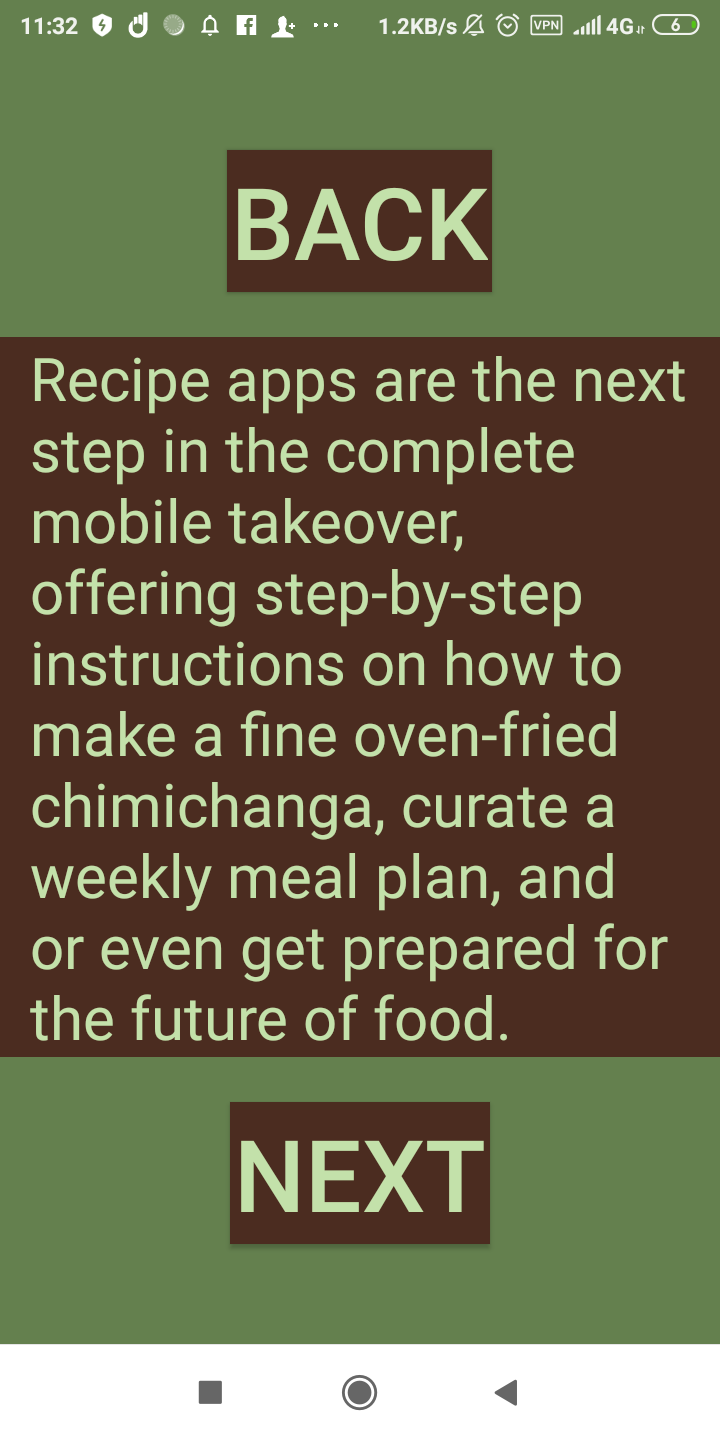 11:32 1.2KB/s VPN 4G 6
BACK
Recipe apps are the next
step in the complete
mobile takeover,
offering step-by-step
instructions on how to
make a fine oven-fried
chimichanga, curate a
weekly meal plan, and
or even get prepared for
the future of food.
NEXT